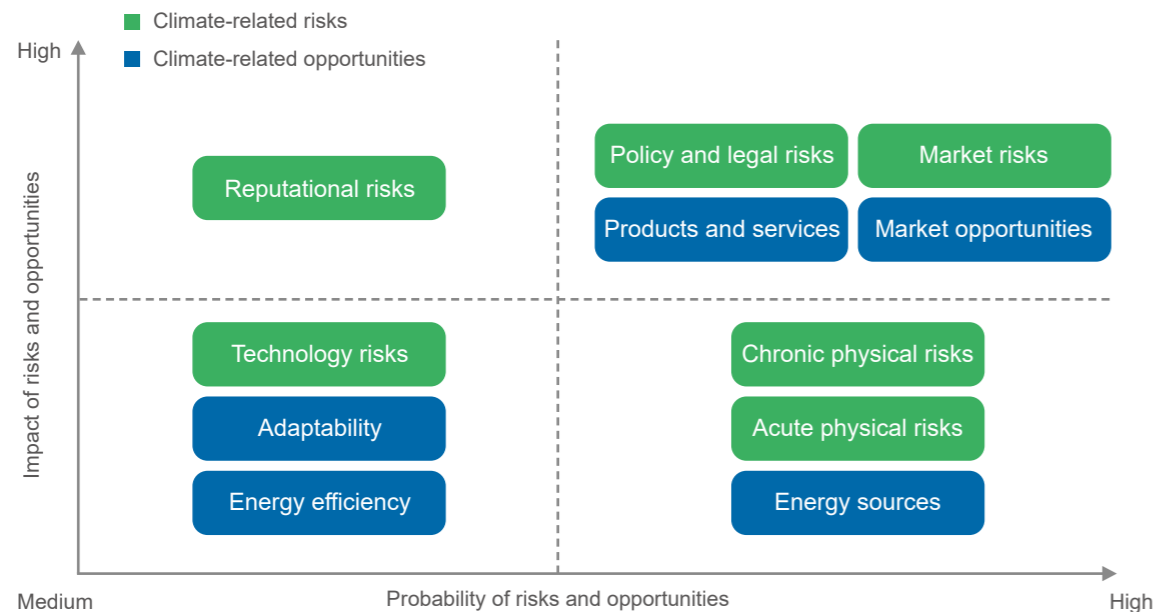 Climate-related risks
High
Climate-related opportunities
Policy and legal risks
Market risks
Reputational risks
Products and services
Market opportunities
Impact of risks and opportunities
Technology risks
Chronic physical risks
Adaptability
Acute physical risks
Energy efficiency
Energy sources
Medium
Probability of risks and opportunities
High